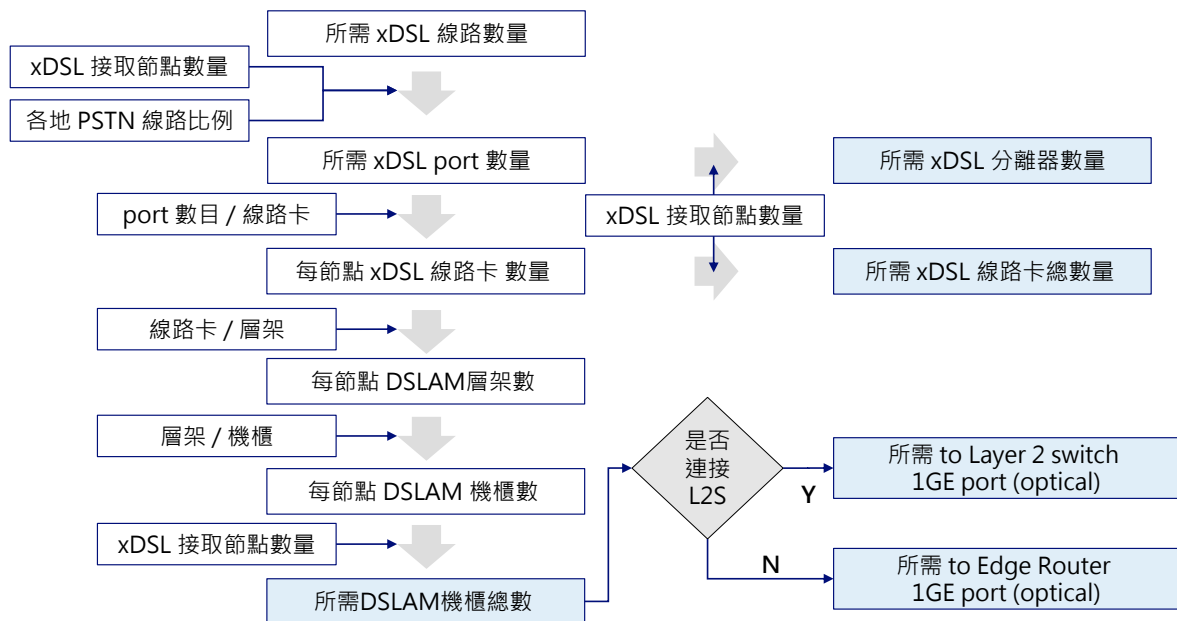 所需 xDSL 線路數量
xDSL 接取節點數量
各地 PSTN 線路比例
所需 xDSL port 數量
所需 xDSL 分離器數量
port 數目 / 線路卡
xDSL 接取節點數量
每節點 xDSL 線路卡 數量
所需 xDSL 線路卡總數量
線路卡 / 層架
每節點 DSLAM層架數
層架 / 機櫃
是否
連接
L2S
每節點 DSLAM 機櫃數
Y
所需 to Layer 2 switch
1GE port (optical)
xDSL 接取節點數量
N
所需DSLAM機櫃總數
所需 to Edge Router
1GE port (optical)